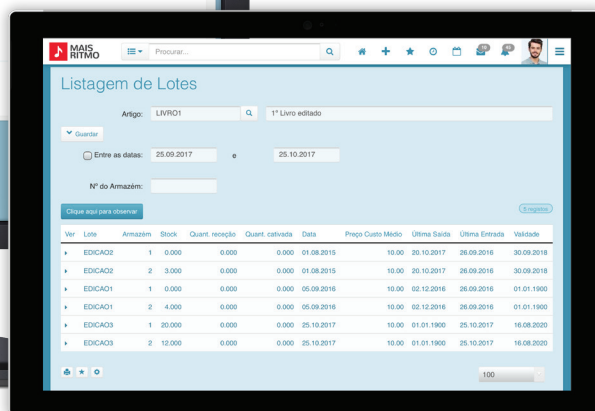 MAIS
RITMO
Procurar...
Listagem de Lotes
Artigo: LIVRO1 1º Livro editado
Guardar
Entre as datas: 25.09.2017 e 25.10.2017
Nº do Armazém:
Clique aqui para observar
Ver Lote Armazém Stock Quant. receção Quant. cativada Data Preço Custo Médio Última Saída Última Entrada Validade
EDICAO2 1 0.000 0.000 0.000 01.08.2015 10.00 20.10.2017 26.09.2016 30.09.2018
EDICAO2 2 3.000 0.000 0.000 01.08.2015 10.00 20.10.2017 26.09.2016 30.09.2018
EDICAO1 1 0.000 0.000 0.000 05.09.2016 10.00 02.12.2016 26.09.2016 01.01.1900
EDICAO1 2 4.000 0.000 0.000 05.09.2016 10.00 02.12.2016 26.09.2016 01.01.1900
EDICAO3 1 20.000 0.000 0.000 25.10.2017 10.00 01.01.1900 25.10.2017 16.08.2020
EDICAO3 2 12.000 0.000 0.000 25.10.2017 10.00 01.01.1900 25.10.2017 16.08.2020
100